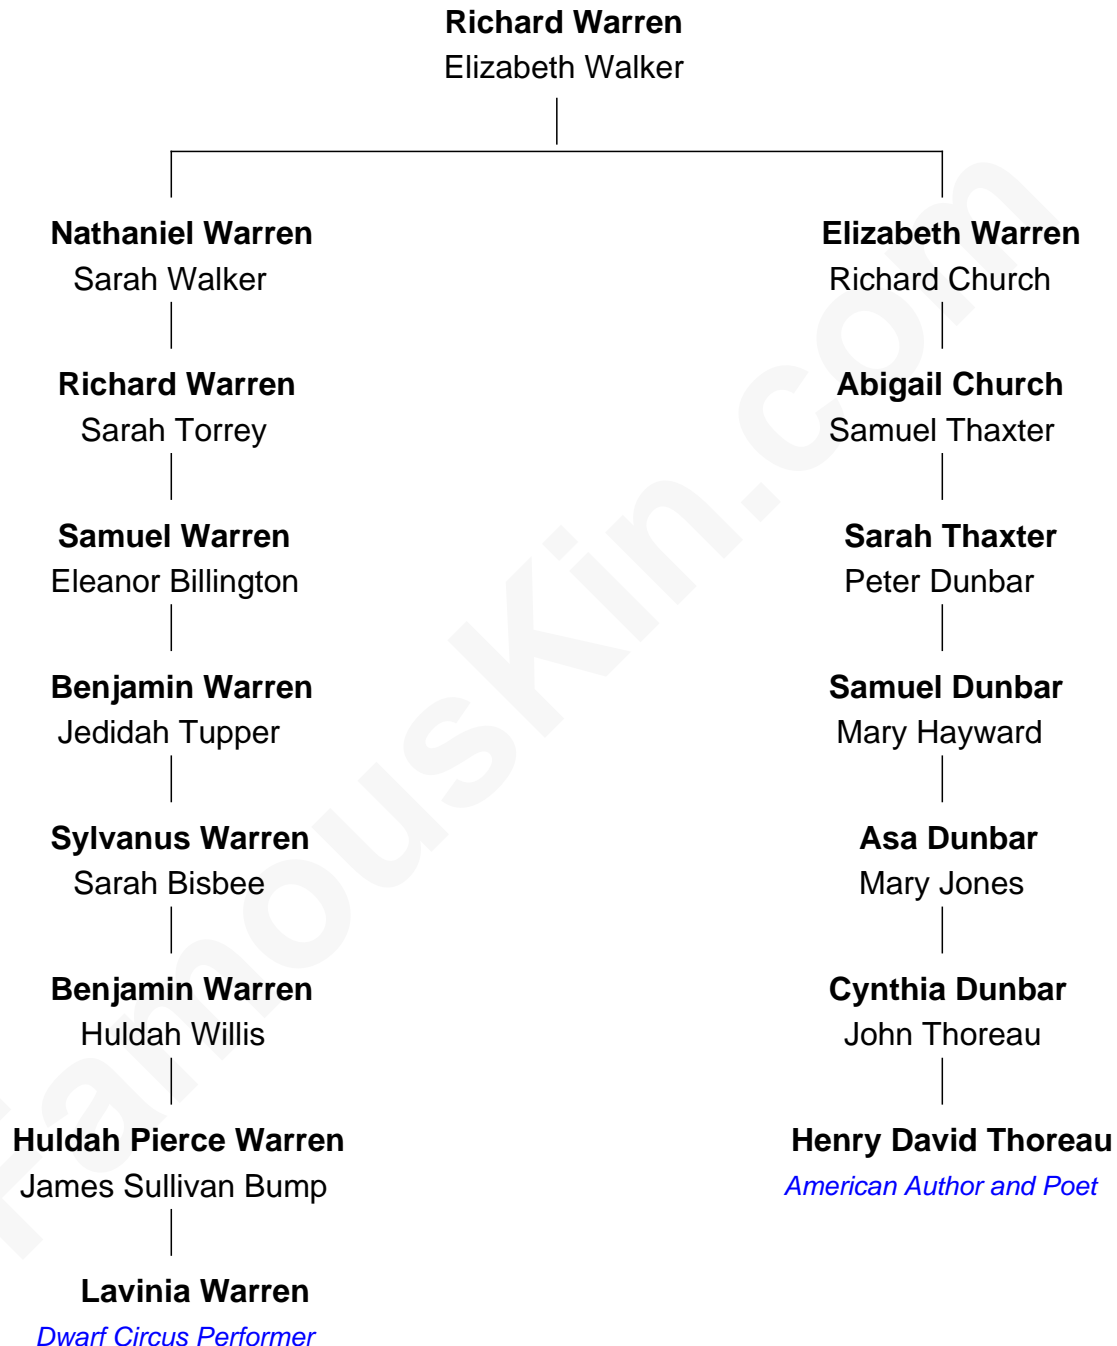 Richard Warren
Elizabeth Walker
Nathaniel Warren
Sarah Walker
Elizabeth Warren
Richard Church
Richard Warren
Sarah Torrey
Abigail Church
Samuel Thaxter
Samuel Warren
Eleanor Billington
Sarah Thaxter
Peter Dunbar
Benjamin Warren
Jedidah Tupper
Samuel Dunbar
Mary Hayward
Sylvanus Warren
Sarah Bisbee
Asa Dunbar
Mary Jones
Benjamin Warren
Huldah Willis
Cynthia Dunbar
John Thoreau
Huldah Pierce Warren
James Sullivan Bump
Henry David Thoreau
American Author and Poet
Lavinia Warren
Dwarf Circus Performer
FamousKin.com